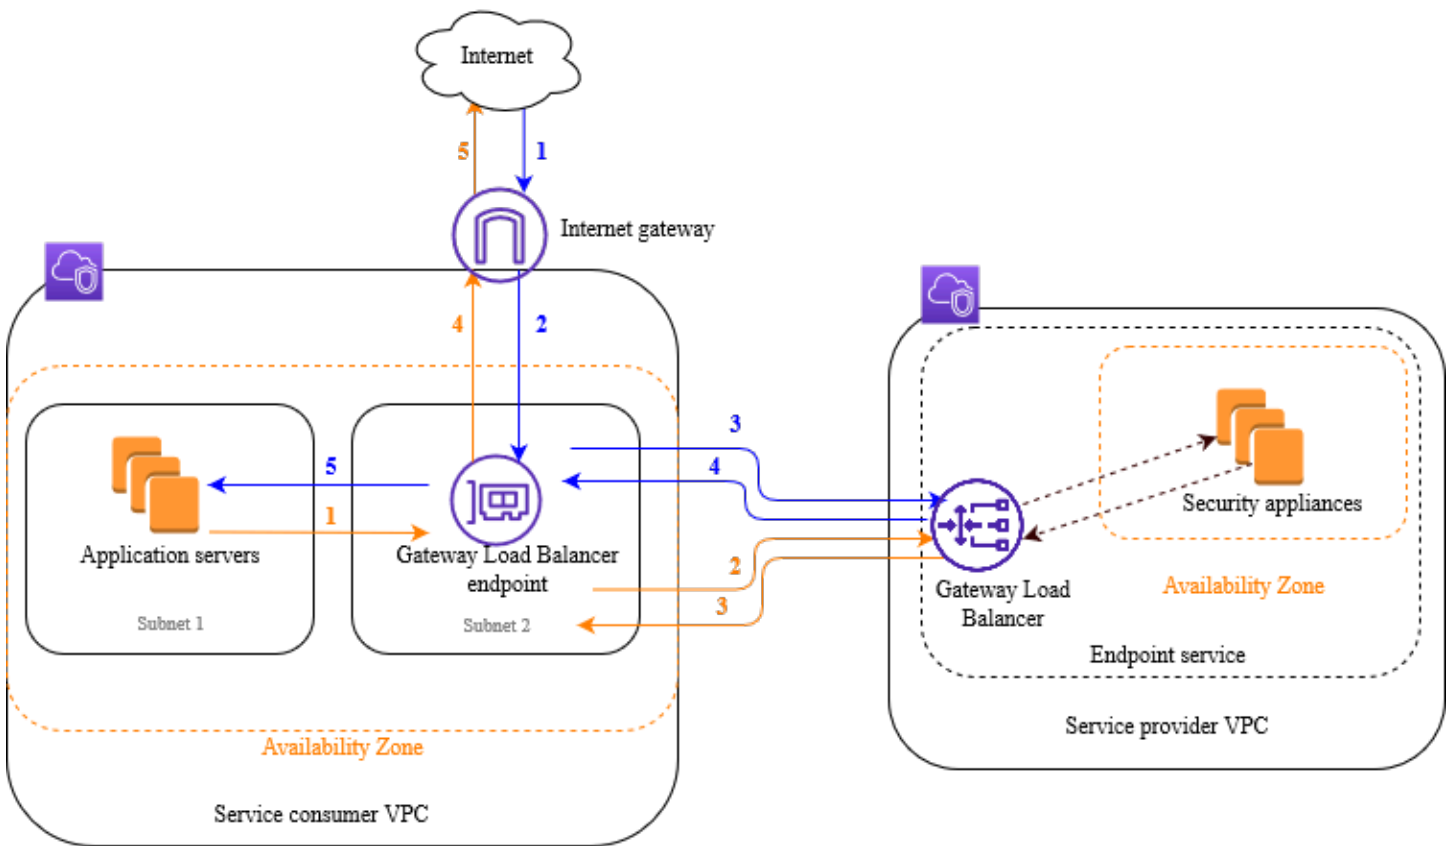 Internet
5
1
Internet gateway
4
2
3
4
5
1
Application servers
Gateway Load Balancer
endpoint
Subnet 1
Subnet 2
2
3
Security appliances
Gateway Load
Balancer
Availability Zone
Endpoint service
Service provider VPC
Availability Zone
Service consumer VPC